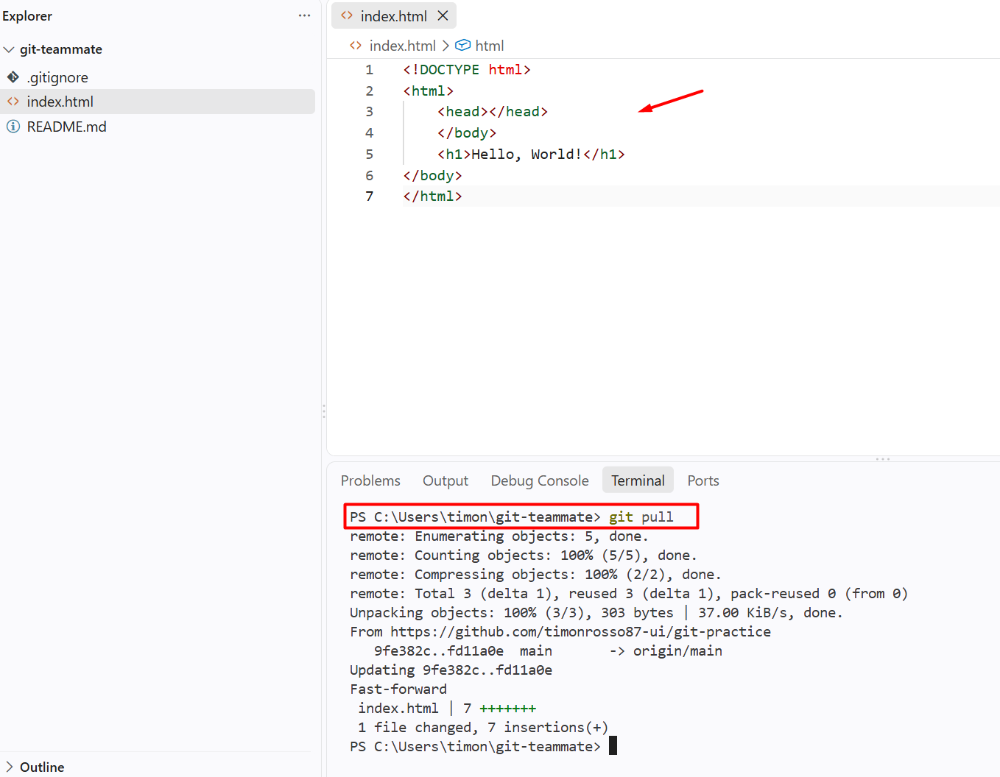 Explorer
git-teammate
.gitignore
index.html
README.md
Outline
index.html
index.html > html
1 <!DOCTYPE html>
2 <html>
3     <head></head>
4     </body>
5     <h1>Hello, World!</h1>
6 </body>
7 </html>
Problems Output Debug Console Terminal Ports
PS C:\Users\timon\git-teammate> git pull
remote: Enumerating objects: 5, done.
remote: Counting objects: 100% (5/5), done.
remote: Compressing objects: 100% (2/2), done.
remote: Total 3 (delta 1), reused 3 (delta 1), pack-reused 0 (from 0)
Unpacking objects: 100% (3/3), 303 bytes | 37.00 KiB/s, done.
From https://github.com/timonrosso87-ui/git-practice
   9fe382c..fd11a0e  main       -> origin/main
Updating 9fe382c..fd11a0e
Fast-forward
 index.html | 7 +++++++
 1 file changed, 7 insertions(+)
PS C:\Users\timon\git-teammate>